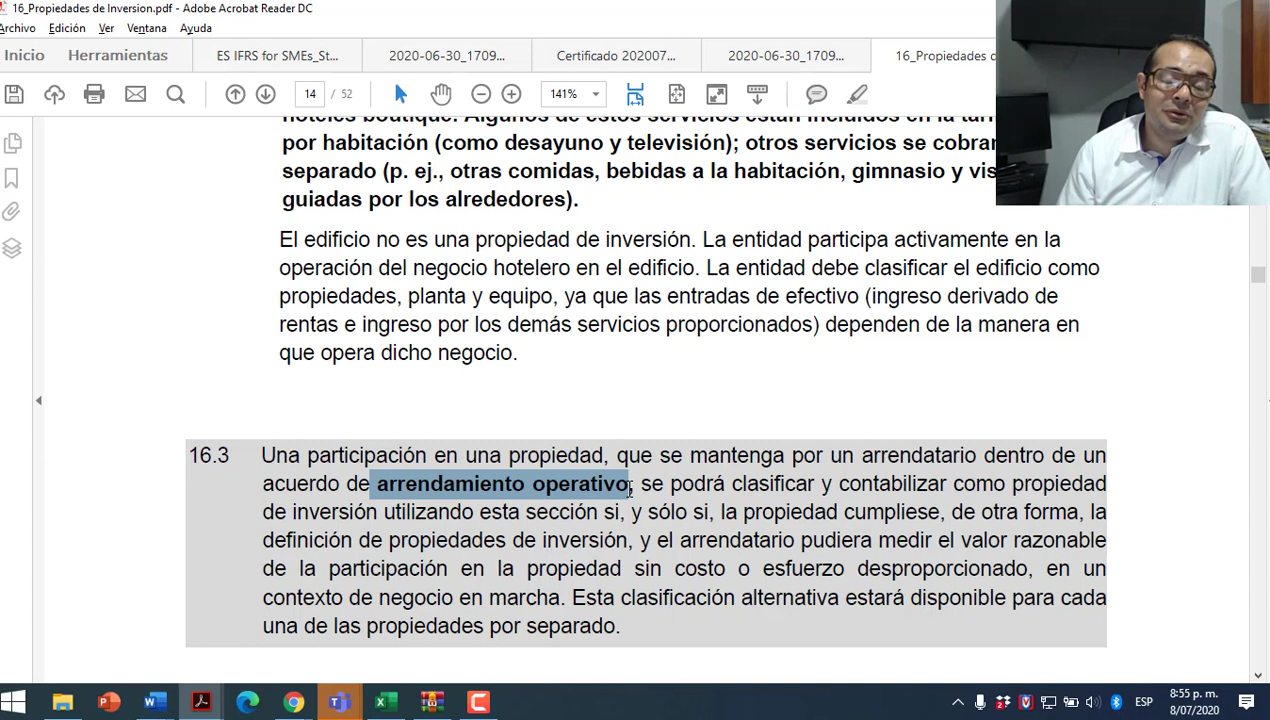 16_Propiedades de Inversion.pdf - Adobe Acrobat Reader DC
Archivo Edición Ver Ventana Ayuda
Inicio Herramientas ES IFRS for SMEs_St... 2020-06-30_1709... Certificado 202007... 2020-06-30_1709... 16_Propiedades
14 / 52 141%
hoteles boutique. Algunos de estos servicios están incluidos en la
por habitación (como desayuno y televisión); otros servicios se
separado (p. ej., otras comidas, bebidas a la habitación, gimnasio y
guiadas por los alrededores).
El edificio no es una propiedad de inversión. La entidad participa activamente en la
operación del negocio hotelero en el edificio. La entidad debe clasificar el edificio como
propiedades, planta y equipo, ya que las entradas de efectivo (ingreso derivado de
rentas e ingreso por los demás servicios proporcionados) dependen de la manera en
que opera dicho negocio.
16.3 Una participación en una propiedad, que se mantenga por un arrendatario dentro de un
acuerdo de arrendamiento operativo, se podrá clasificar y contabilizar como propiedad
de inversión utilizando esta sección si, y sólo si, la propiedad cumpliese, de otra forma, la
definición de propiedades de inversión, y el arrendatario pudiera medir el valor razonable
de la participación en la propiedad sin costo o esfuerzo desproporcionado, en un
contexto de negocio en marcha. Esta clasificación alternativa estará disponible para cada
una de las propiedades por separado.
ESP
8:55 p. m.
8/07/2020